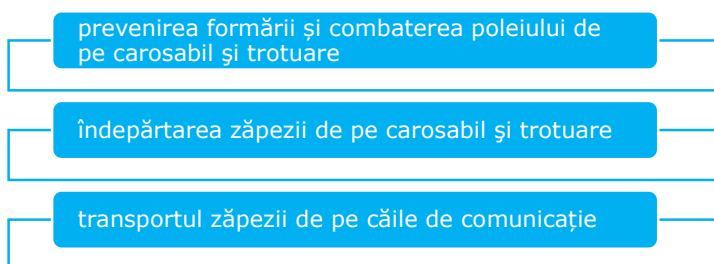 prevenirea formării și combaterea poleiului de
pe carosabil şi trotuare
îndepărtarea zăpezii de pe carosabil şi trotuare
transportul zăpezii de pe căile de comunicație